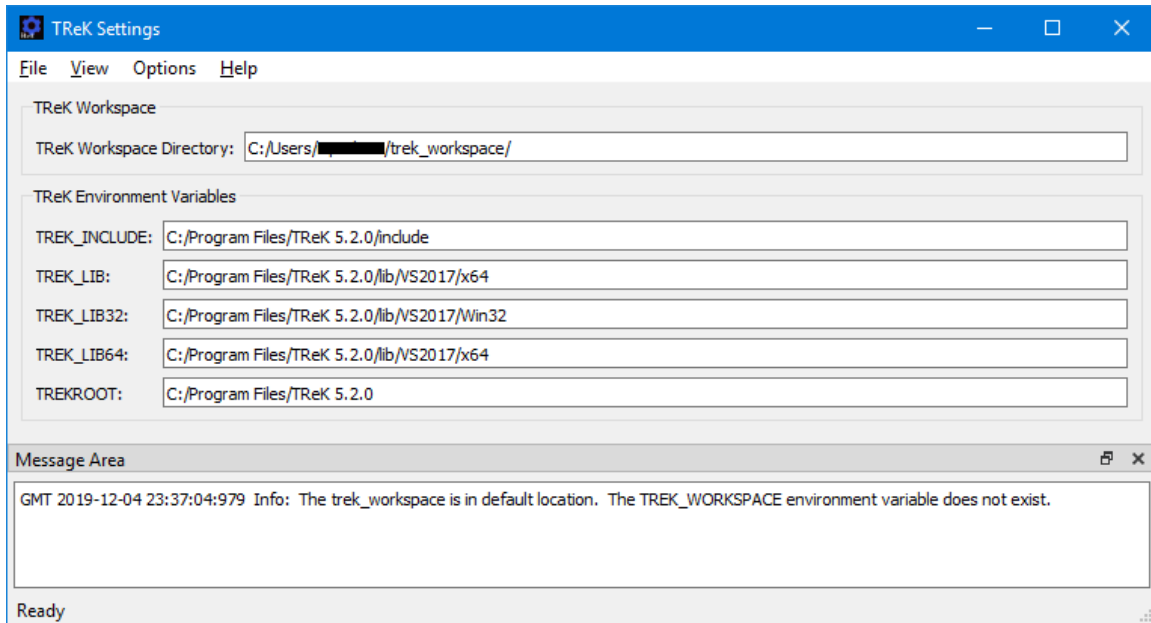 TReK Settings
File View Options Help
TReK Workspace
TReK Workspace Directory: C:/Users/ /trek_workspace/
TReK Environment Variables
TREK_INCLUDE: C:/Program Files/TReK 5.2.0/include
TREK_LIB: C:/Program Files/TReK 5.2.0/lib/VS2017/x64
TREK_LIB32: C:/Program Files/TReK 5.2.0/lib/VS2017/Win32
TREK_LIB64: C:/Program Files/TReK 5.2.0/lib/VS2017/x64
TREKROOT: C:/Program Files/TReK 5.2.0
Message Area
GMT 2019-12-04 23:37:04:979 Info: The trek_workspace is in default location. The TREK_WORKSPACE environment variable does not exist.
Ready